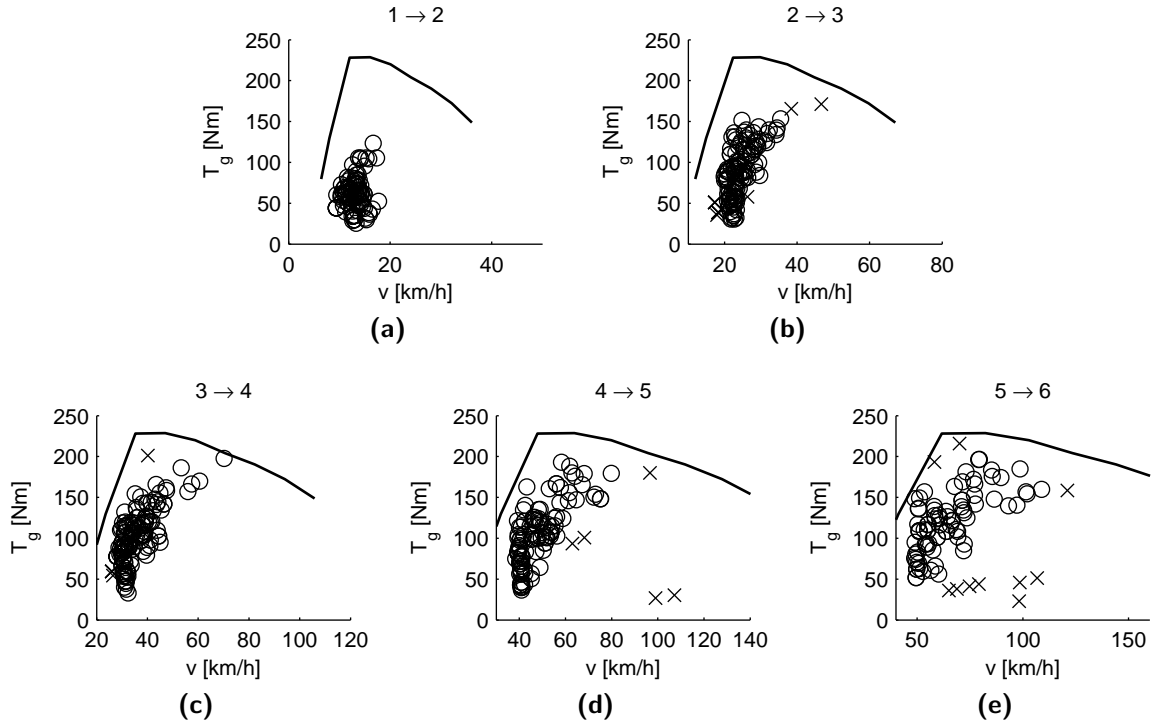 1 → 2
250
200
150
100
50
0
T_g [Nm]
0 20 40
v [km/h]
(a)
2 → 3
250
200
150
100
50
0
T_g [Nm]
20 40 60 80
v [km/h]
(b)
3 → 4
250
200
150
100
50
0
T_g [Nm]
20 40 60 80 100 120
v [km/h]
(c)
4 → 5
250
200
150
100
50
0
T_g [Nm]
40 60 80 100 120 140
v [km/h]
(d)
5 → 6
250
200
150
100
50
0
T_g [Nm]
50 100 150
v [km/h]
(e)